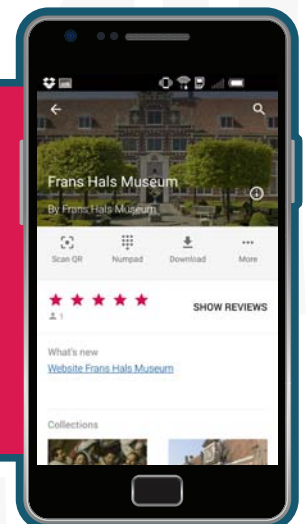 Frans Hals Museum
By Frans Hals Museum
Scan QR
Numpad
Download
More
1
SHOW REVIEWS
What's new
Website Frans Hals Museum
Collections